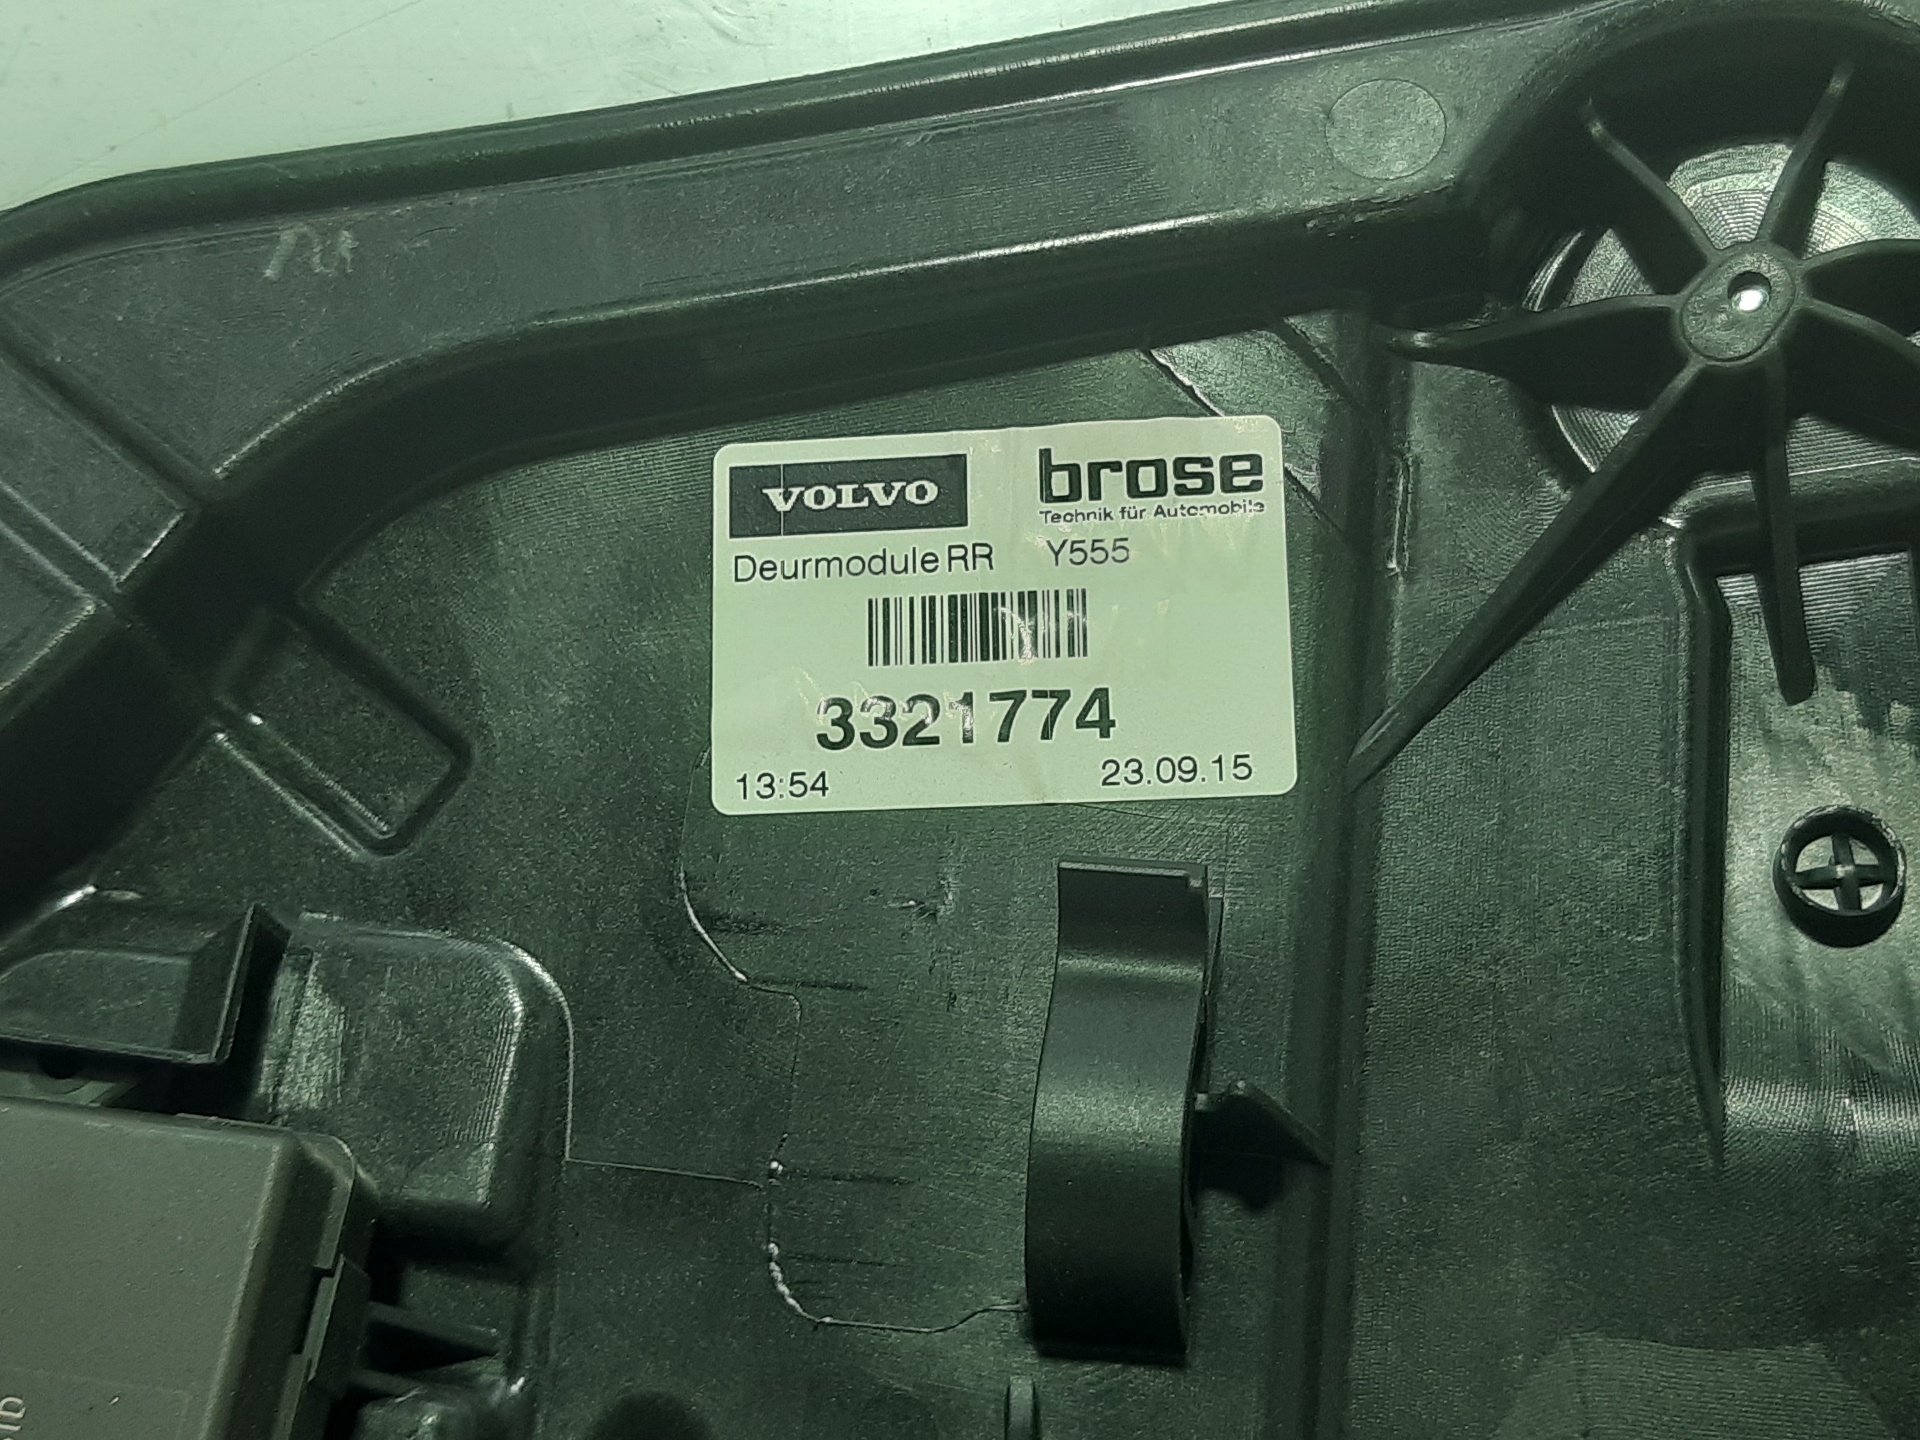 VOLVO brose
Technik für Automobile
Deurmodule RR Y555
3321774
13:54 23.09.15